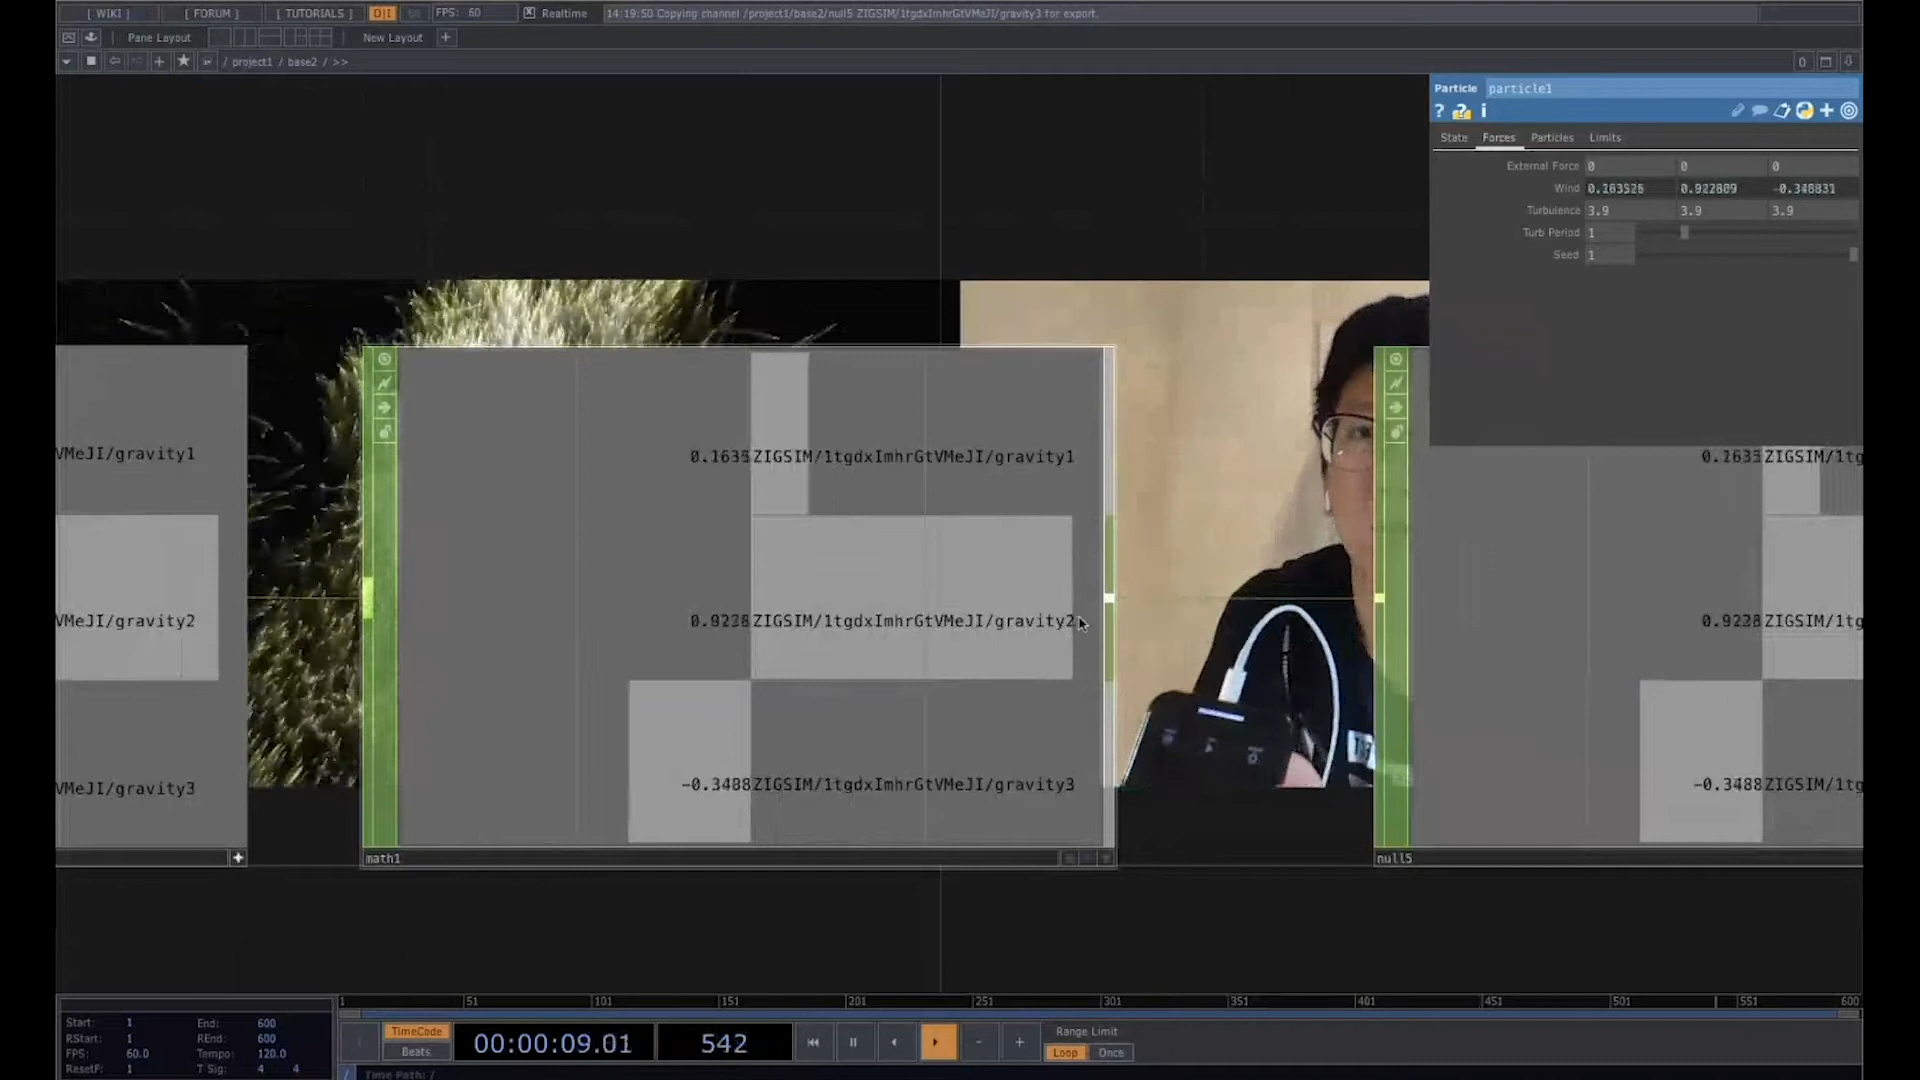 [ WIKI ] [ FORUM ] [ TUTORIALS ] O|I 60 FPS: 60 Realtime 14:19:50 Copying channel /project1/base2/null5 ZIGSIM/1tgdxImhrGtVMeJI/gravity3 for export.
Pane Layout New Layout +
/ project1 / base2 / >> 0
Particle particle1
? i
State Forces Particles Limits
External Force 0 0 0
Wind 0.163526 0.922809 -0.348831
Turbulence 3.9 3.9 3.9
Turb Period 1
Seed 1
VMeJI/gravity1
0.1635 ZIGSIM/1tgdxImhrGtVMeJI/gravity1
0.1635 ZIGSIM/1tg
VMeJI/gravity2
0.9228 ZIGSIM/1tgdxImhrGtVMeJI/gravity2
0.9228 ZIGSIM/1tg
VMeJI/gravity3
-0.3488 ZIGSIM/1tgdxImhrGtVMeJI/gravity3
-0.3488 ZIGSIM/1tg
math1
null5
1 51 101 151 201 251 301 351 401 451 501 551 600
Start: 1 End: 600
RStart: 1 REnd: 600
FPS: 60.0 Tempo: 120.0
ResetF: 1 T Sig: 4 4
TimeCode
Beats
00:00:09.01 542
- +
Range Limit
Loop Once
/ Time Path: /